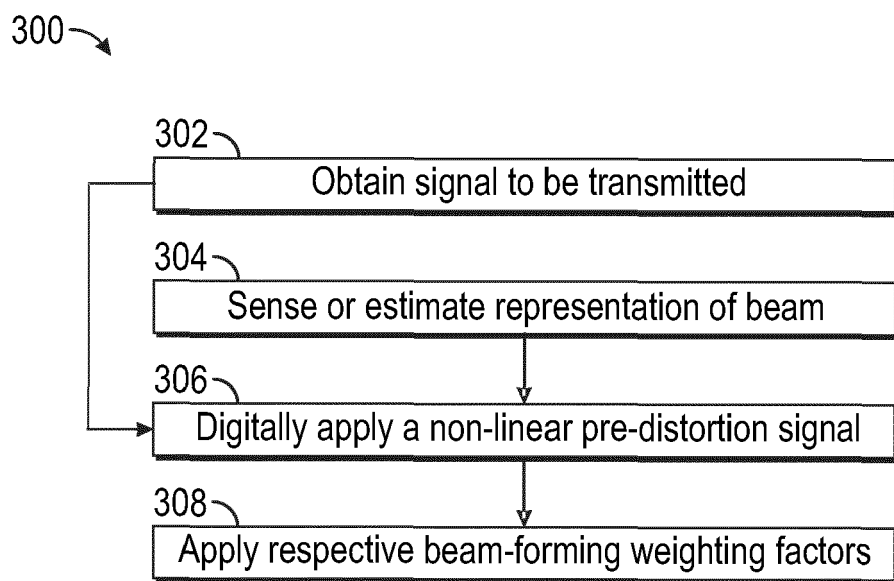 300
302
Obtain signal to be transmitted
304
Sense or estimate representation of beam
306
Digitally apply a non-linear pre-distortion signal
308
Apply respective beam-forming weighting factors